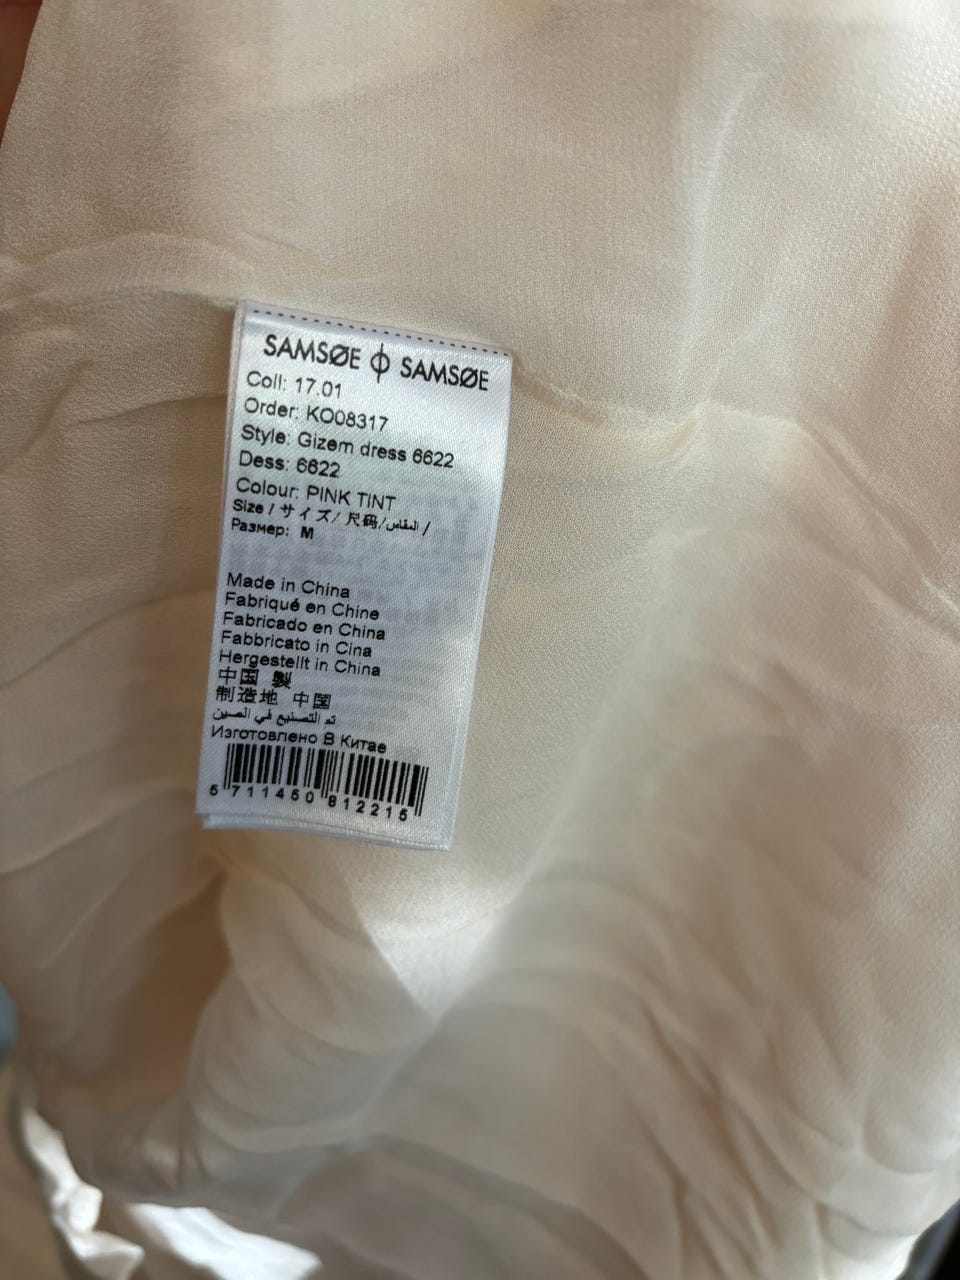 SAMSØE ϕ SAMSØE
Coll: 17.01
Order: KO08317
Style: Gizem dress 6622
Dess: 6622
Colour: PINK TINT
Size / サイズ/ 尺码/المقاس /
Размер: M
Made in China
Fabriqué en Chine
Fabricado en China
Fabbricato in Cina
Hergestellt in China
中国 製
制造地 中国
تم التصنيع في الصين
Изготовлено В Китае
5 711450 812215